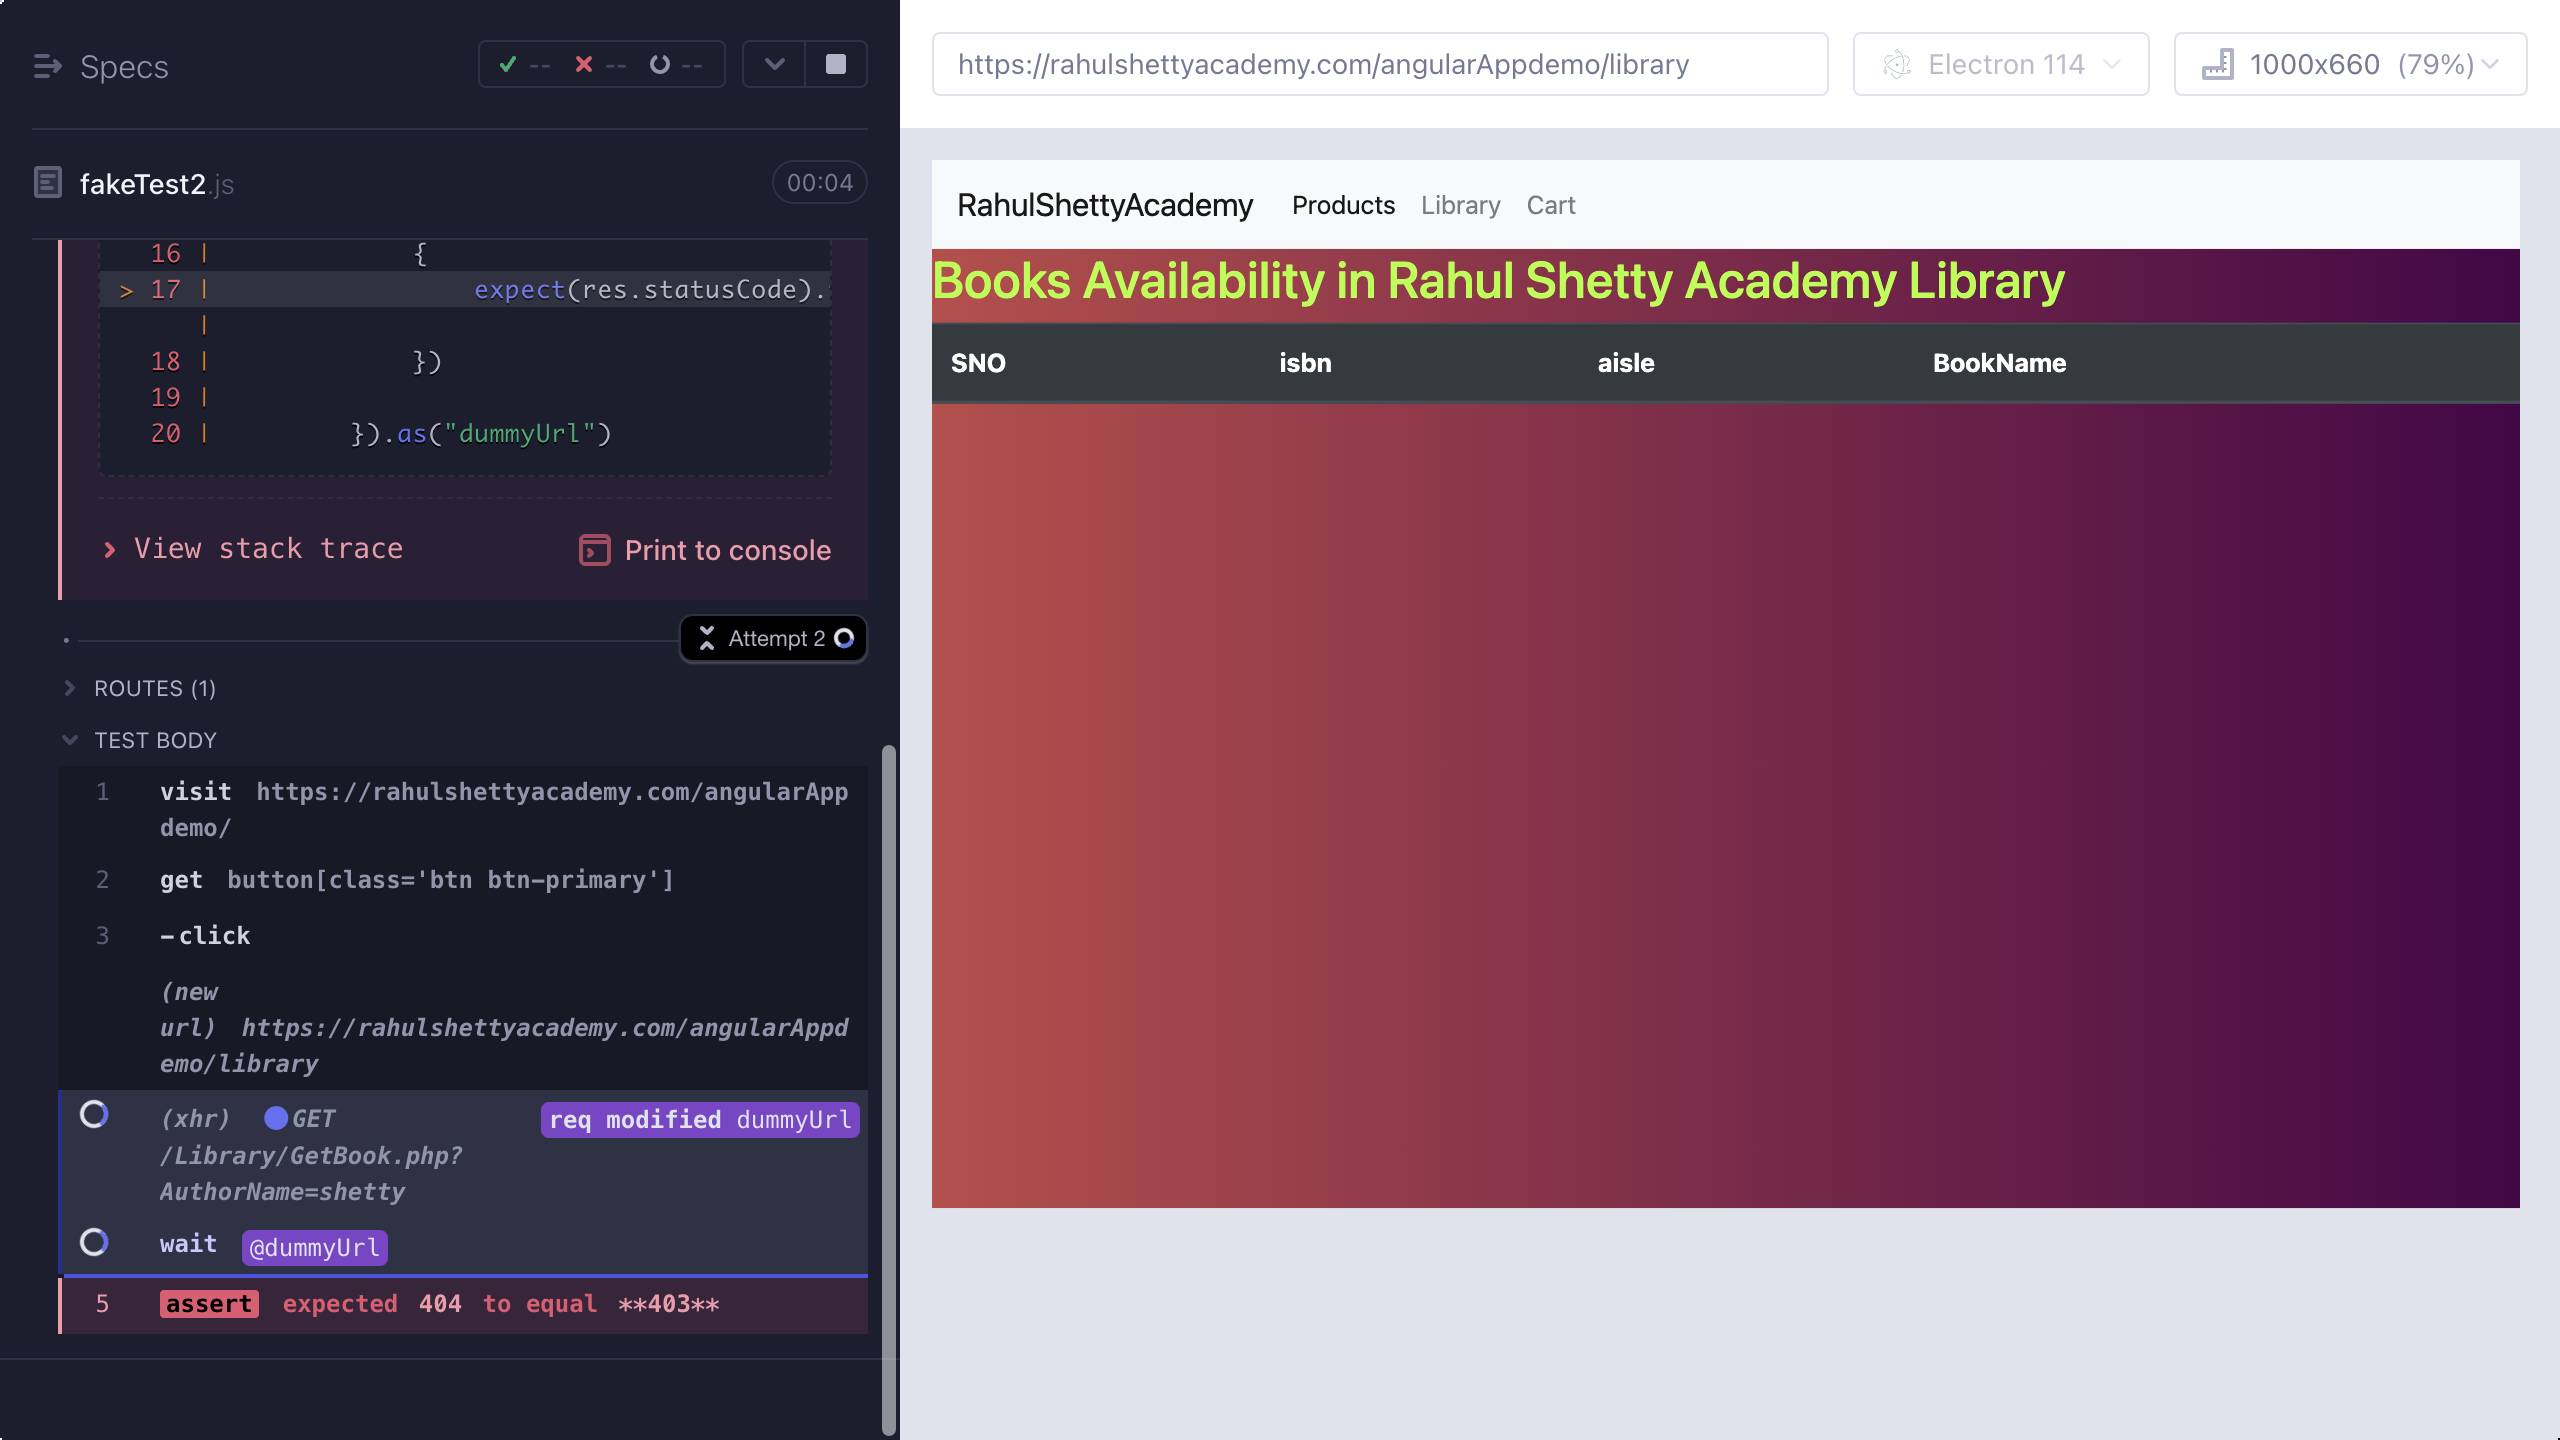 Specs
-- -- --
fakeTest2.js
00:04
16 | {
> 17 | expect(res.statusCode).
|
18 | })
19 |
20 | }).as("dummyUrl")
View stack trace
Print to console
Attempt 2
ROUTES (1)
TEST BODY
1 visit https://rahulshettyacademy.com/angularApp
demo/
2 get button[class='btn btn-primary']
3 -click
(new
url) https://rahulshettyacademy.com/angularAppd
emo/library
(xhr) GET
/Library/GetBook.php?
AuthorName=shetty
req modified dummyUrl
wait @dummyUrl
5 assert expected 404 to equal **403**
https://rahulshettyacademy.com/angularAppdemo/library
Electron 114
1000x660 (79%)
RahulShettyAcademy Products Library Cart
Books Availability in Rahul Shetty Academy Library
SNO isbn aisle BookName